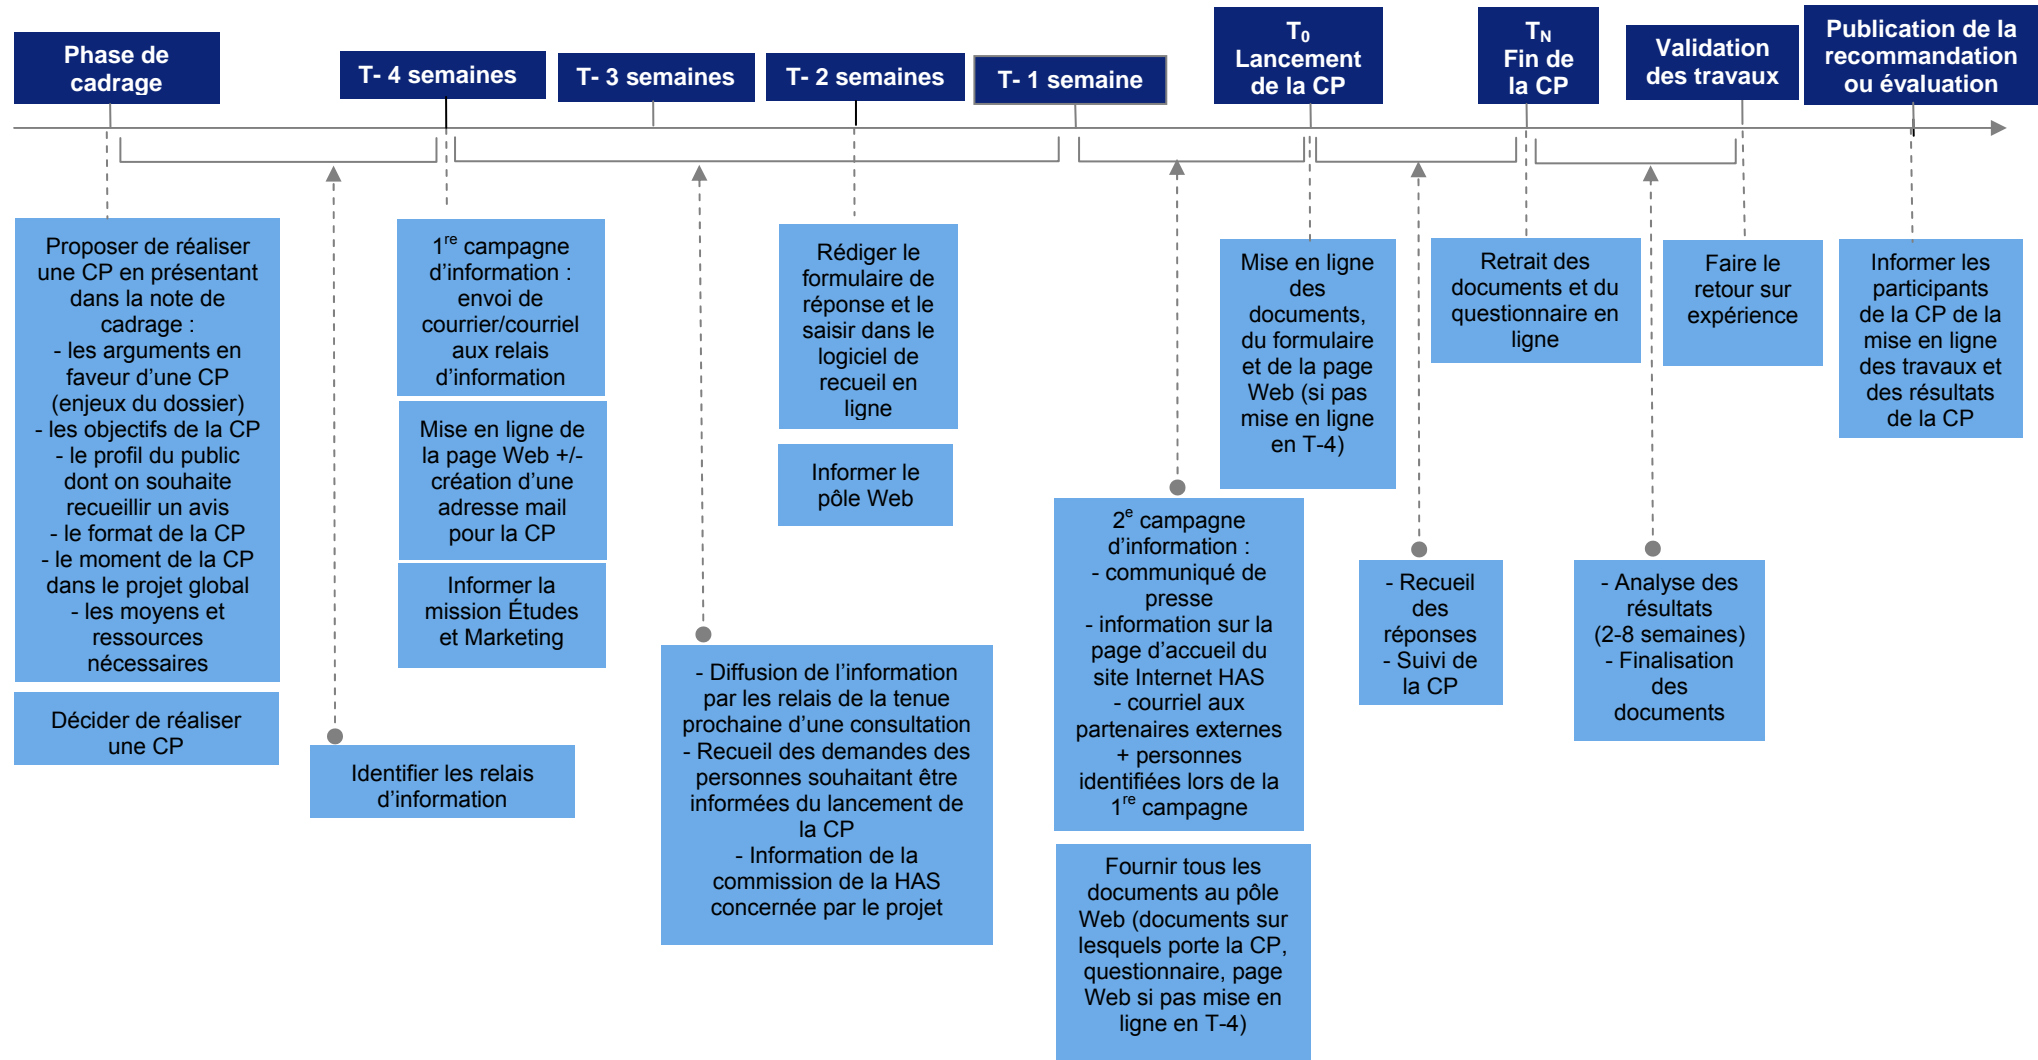 Phase de
cadrage
T- 4 semaines
T- 3 semaines
T- 2 semaines
T- 1 semaine
T₀
Lancement
de la CP
T_N
Fin de
la CP
Validation
des travaux
Publication de la
recommandation
ou évaluation
Proposer de réaliser
une CP en présentant
dans la note de
cadrage :
- les arguments en
faveur d’une CP
(enjeux du dossier)
- les objectifs de la CP
- le profil du public
dont on souhaite
recueillir un avis
- le format de la CP
- le moment de la CP
dans le projet global
- les moyens et
ressources
nécessaires
Décider de réaliser
une CP
Identifier les relais
d’information
1re campagne
d’information :
envoi de
courrier/courriel
aux relais
d’information
Mise en ligne de
la page Web +/-
création d’une
adresse mail
pour la CP
Informer la
mission Études
et Marketing
- Diffusion de l’information
par les relais de la tenue
prochaine d’une consultation
- Recueil des demandes des
personnes souhaitant être
informées du lancement de
la CP
- Information de la
commission de la HAS
concernée par le projet
Rédiger le
formulaire de
réponse et le
saisir dans le
logiciel de
recueil en
ligne
Informer le
pôle Web
2e campagne
d’information :
- communiqué de
presse
- information sur la
page d’accueil du
site Internet HAS
- courriel aux
partenaires externes
+ personnes
identifiées lors de la
1re campagne
Fournir tous les
documents au pôle
Web (documents sur
lesquels porte la CP,
questionnaire, page
Web si pas mise en
ligne en T-4)
Mise en ligne
des
documents,
du formulaire
et de la page
Web (si pas
mise en ligne
en T-4)
- Recueil
des
réponses
- Suivi de
la CP
Retrait des
documents et du
questionnaire en
ligne
- Analyse des
résultats
(2-8 semaines)
- Finalisation
des
documents
Faire le
retour sur
expérience
Informer les
participants
de la CP de la
mise en ligne
des travaux et
des résultats
de la CP